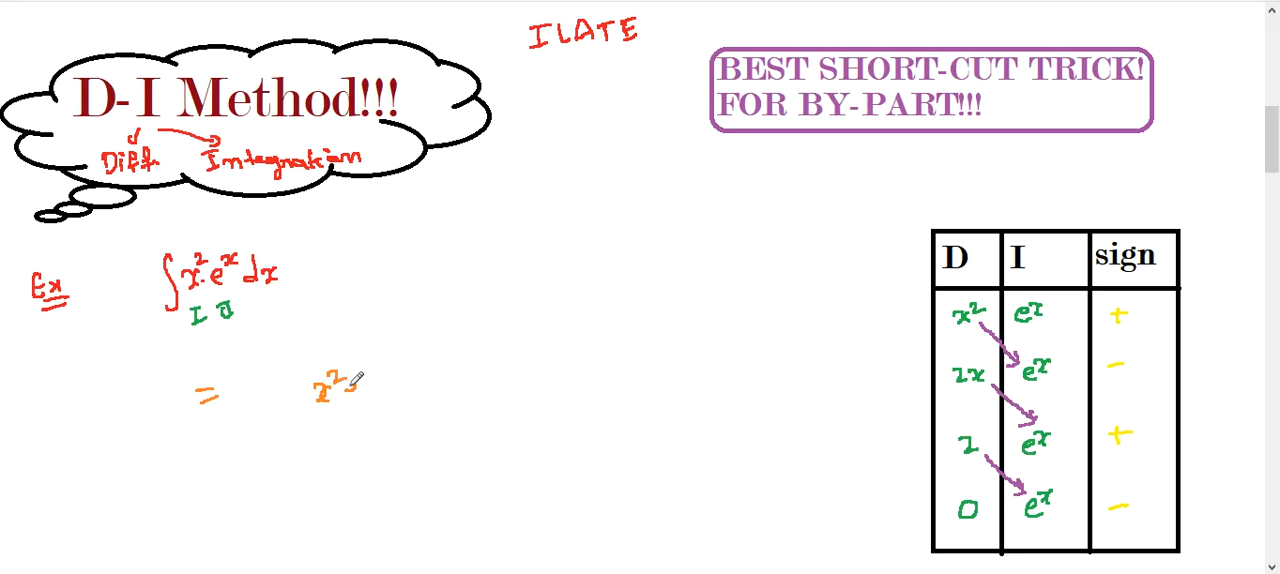 ILATE
D-I Method!!!
Diff. Integration
BEST SHORT-CUT TRICK!
FOR BY-PART!!!
Ex ∫x².eˣ dx
I
= x²
D I sign
x² eˣ +
2x eˣ −
2 eˣ +
0 eˣ −